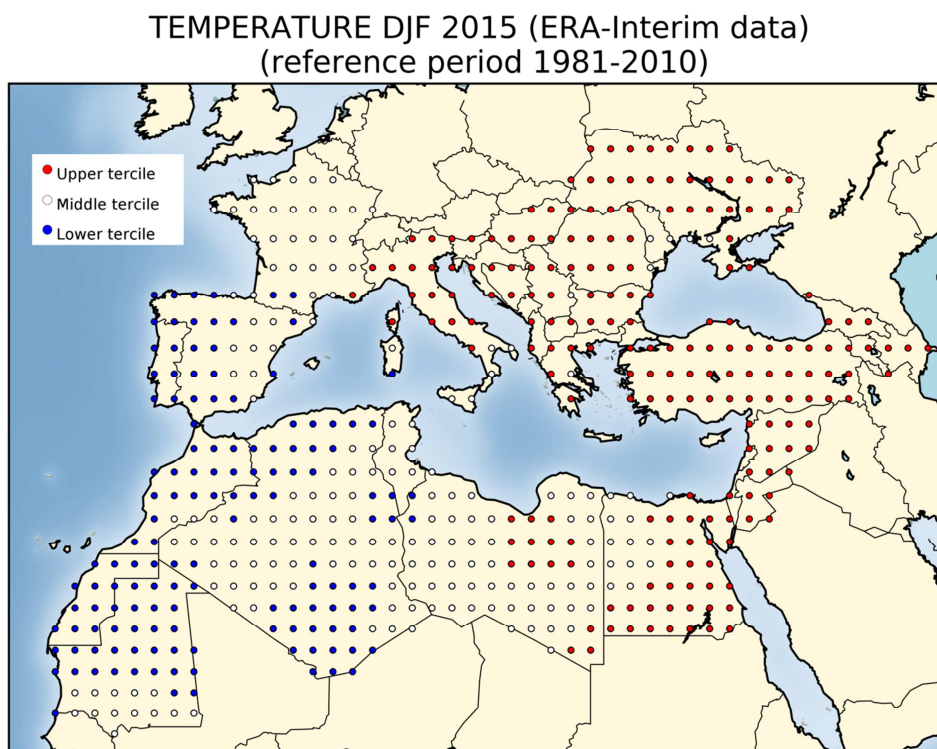 TEMPERATURE DJF 2015 (ERA-Interim data)
(reference period 1981-2010)
Upper tercile
Middle tercile
Lower tercile